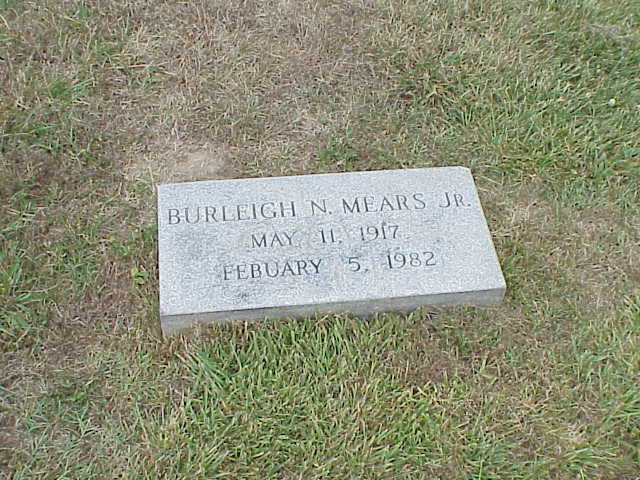 BURLEIGH N. MEARS JR.
MAY 11, 1917
FEBUARY 5, 1982